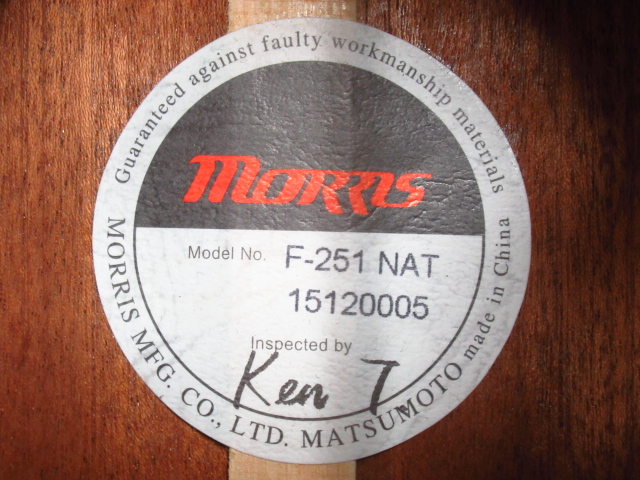 Guaranteed against faulty workmanship materials
MORRIS
Model No. F-251 NAT
15120005
Inspected by
Ken T
MORRIS MFG. CO., LTD. MATSUMOTO made in China